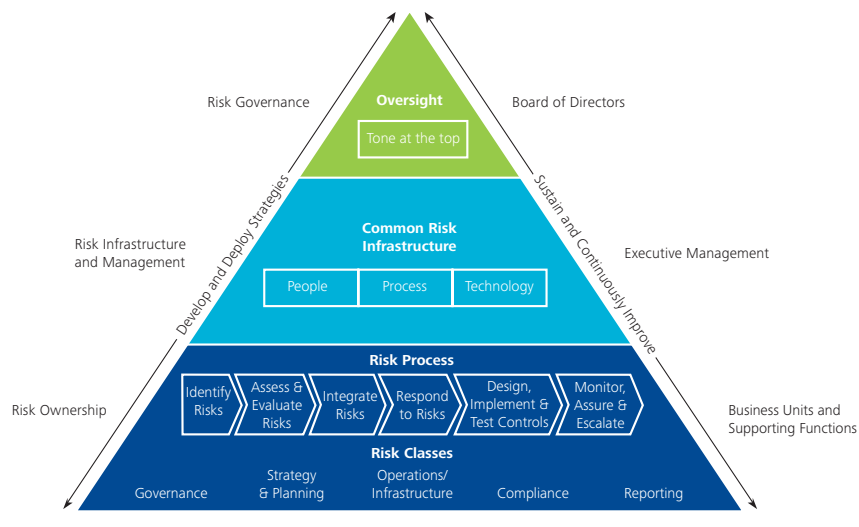 Risk Governance
Oversight
Board of Directors
Tone at the top
Develop and Deploy Strategies
Sustain and Continuously Improve
Risk Infrastructure
and Management
Common Risk
Infrastructure
Executive Management
People
Process
Technology
Risk Ownership
Risk Process
Identify
Risks
Assess &
Evaluate
Risks
Integrate
Risks
Respond
to Risks
Design,
Implement &
Test Controls
Monitor,
Assure &
Escalate
Business Units and
Supporting Functions
Risk Classes
Governance
Strategy
& Planning
Operations/
Infrastructure
Compliance
Reporting